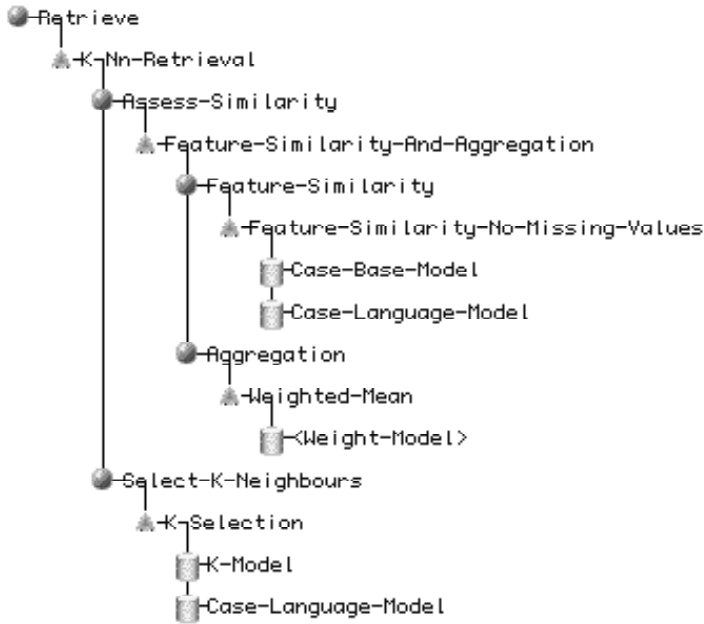 Retrieve
K-Nn-Retrieval
Assess-Similarity
Feature-Similarity-And-Aggregation
Feature-Similarity
Feature-Similarity-No-Missing-Values
Case-Base-Model
Case-Language-Model
Aggregation
Weighted-Mean
<Weight-Model>
Select-K-Neighbours
K-Selection
K-Model
Case-Language-Model